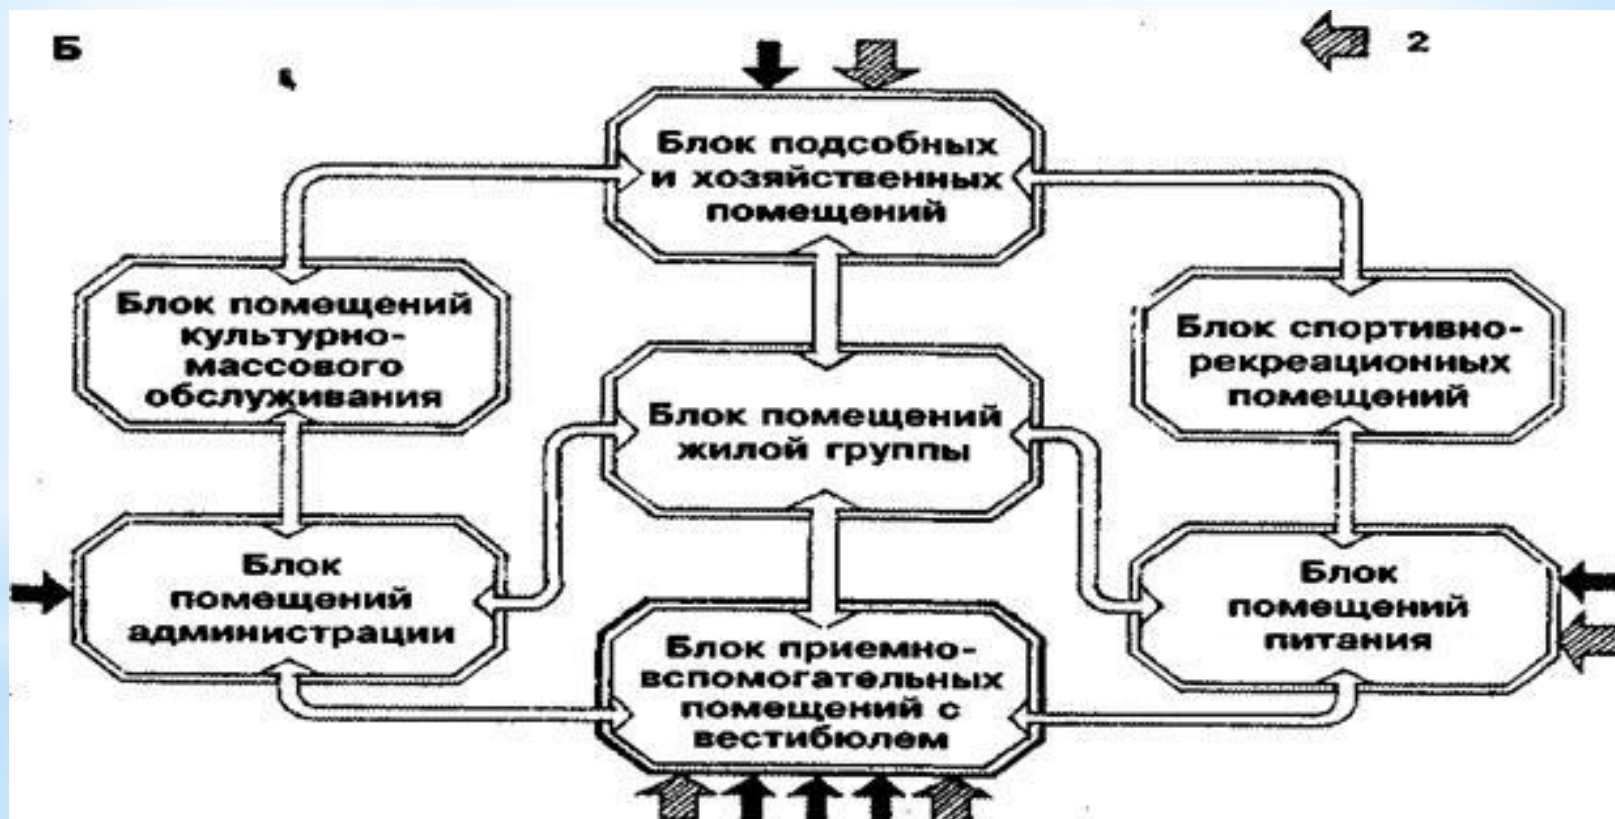 Б
2
Блок подсобных
и хозяйственных
помещений
Блок помещений
культурно-
массового
обслуживания
Блок спортивно-
рекреационных
помещений
Блок помещений
жилой группы
Блок
помещений
администрации
Блок
помещений
питания
Блок приемно-
вспомогательных
помещений с
вестибюлем